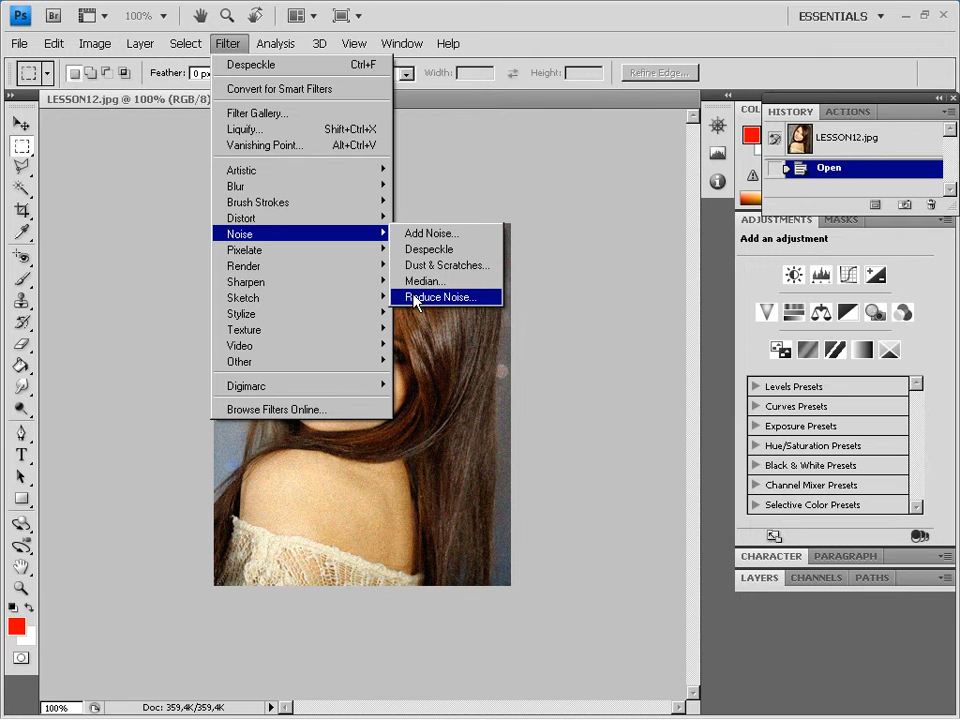 Ps Br 100% ESSENTIALS
File Edit Image Layer Select Filter Analysis 3D View Window Help
Feather: 0 px Width: Height: Refine Edge...
LESSON12.jpg @ 100% (RGB/8)
Despeckle Ctrl+F
Convert for Smart Filters
Filter Gallery...
Liquify... Shift+Ctrl+X
Vanishing Point... Alt+Ctrl+V
Artistic
Blur
Brush Strokes
Distort
Noise
Pixelate
Render
Sharpen
Sketch
Stylize
Texture
Video
Other
Digimarc
Browse Filters Online...
Add Noise...
Despeckle
Dust & Scratches...
Median...
Reduce Noise...
HISTORY ACTIONS
LESSON12.jpg
Open
ADJUSTMENTS MASKS
Add an adjustment
Levels Presets
Curves Presets
Exposure Presets
Hue/Saturation Presets
Black & White Presets
Channel Mixer Presets
Selective Color Presets
CHARACTER PARAGRAPH
LAYERS CHANNELS PATHS
100% Doc: 359,4K/359,4K